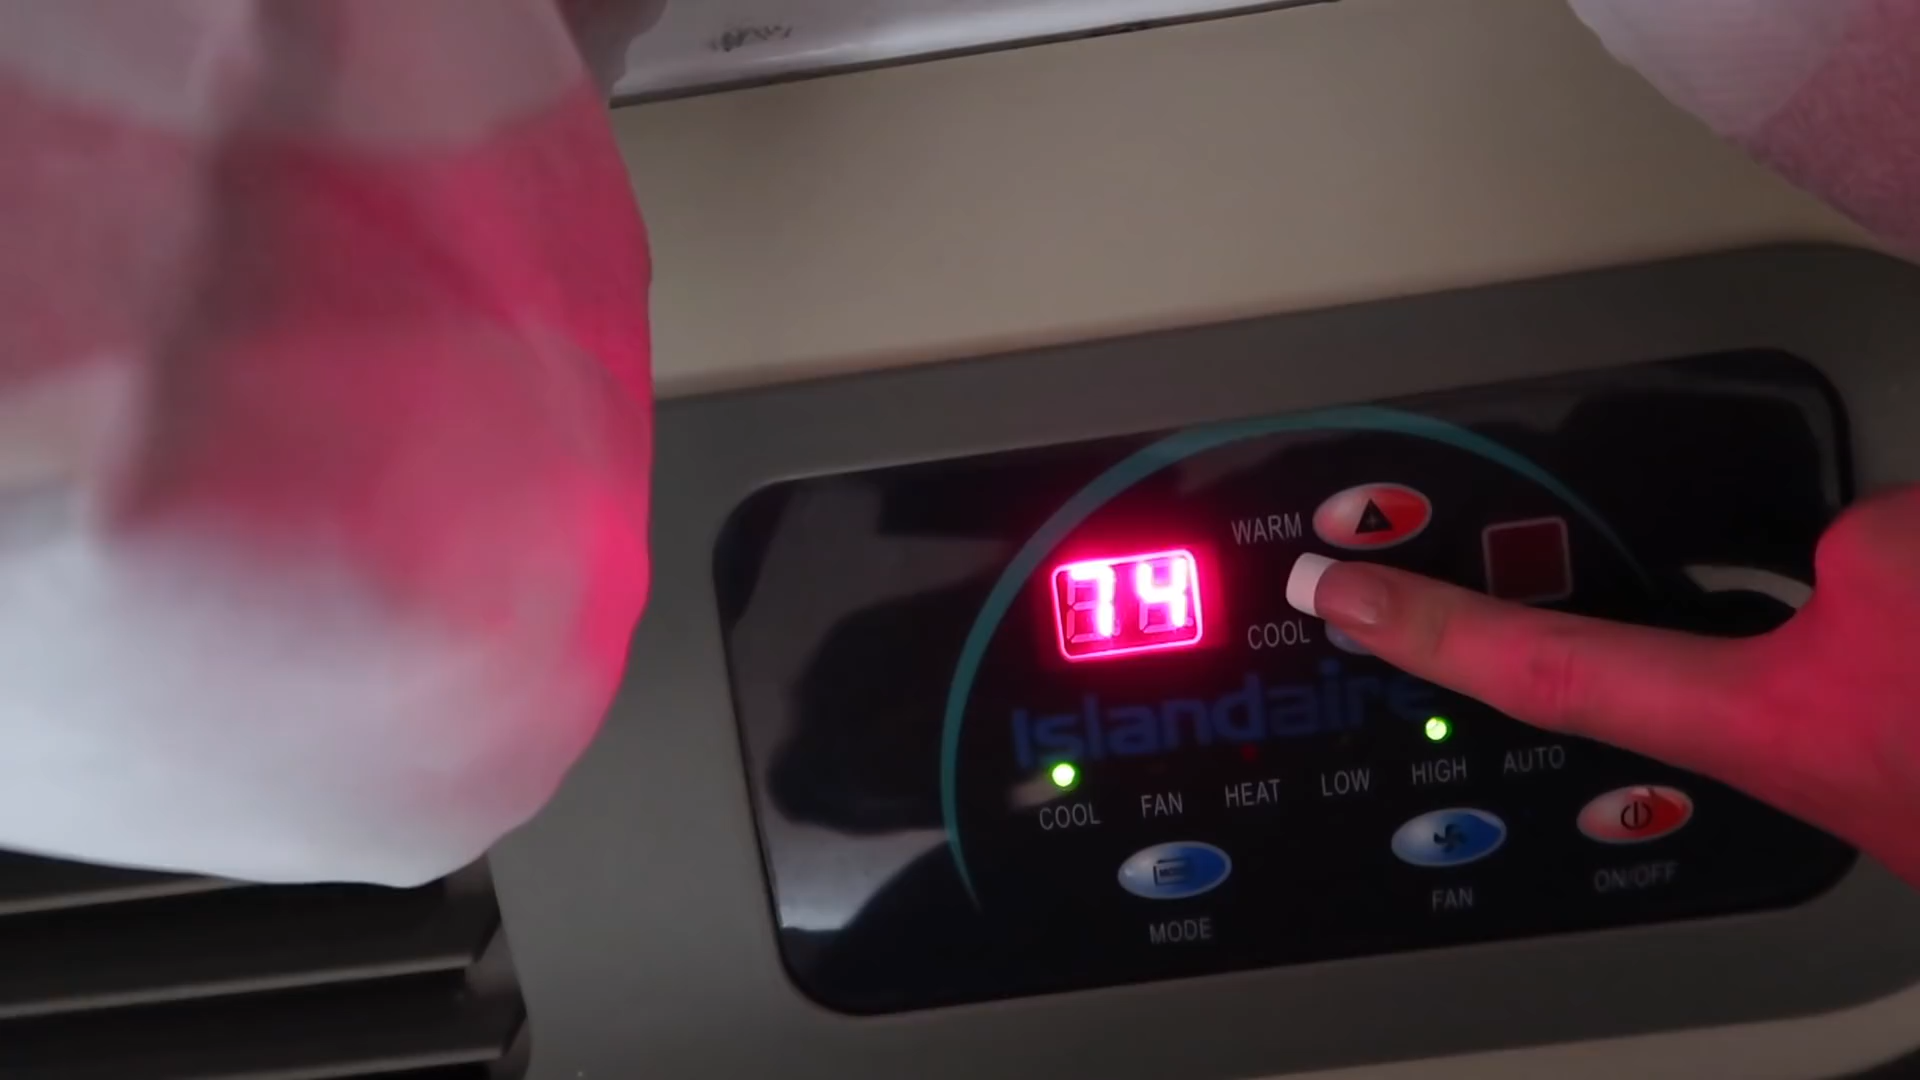 WARM
74
COOL
Islandaire
COOL FAN HEAT LOW HIGH AUTO
MODE FAN ON/OFF